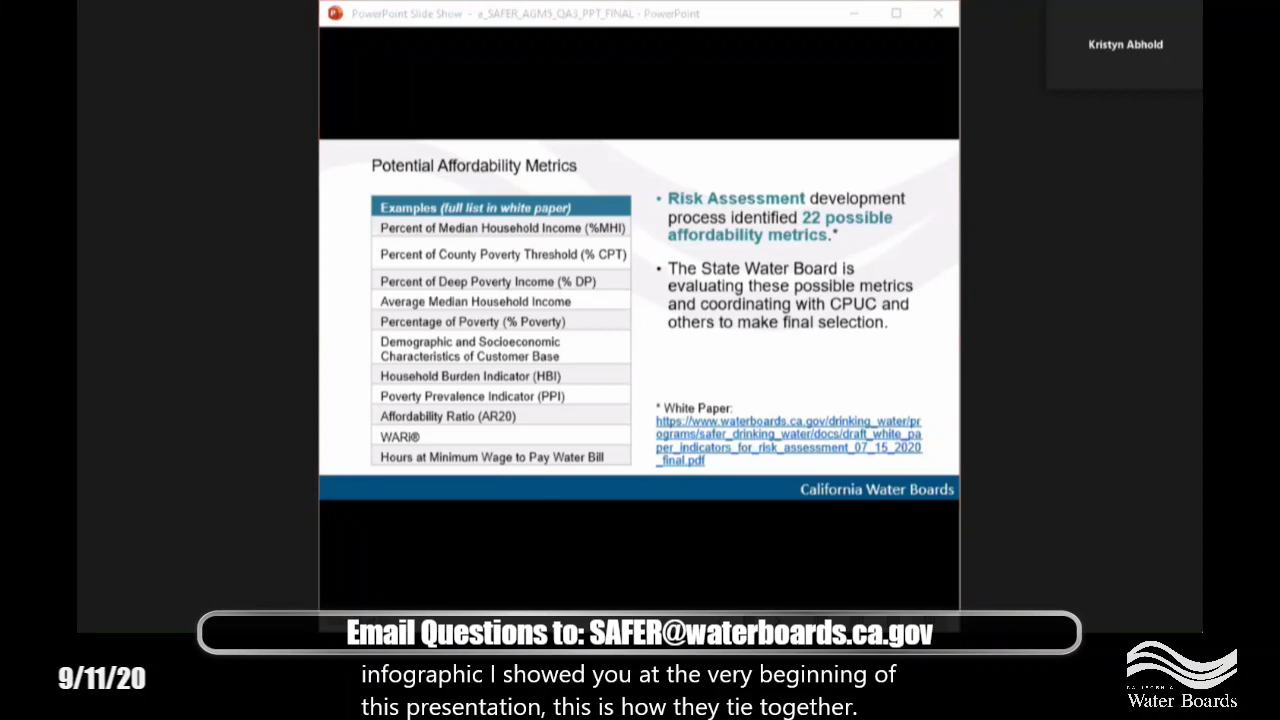 PowerPoint Slide Show - a_SAFER_AGM5_QA3_PPT_FINAL - PowerPoint
Kristyn Abhold
Potential Affordability Metrics
Examples (full list in white paper)
Percent of Median Household Income (%MHI)
Percent of County Poverty Threshold (% CPT)
Percent of Deep Poverty Income (% DP)
Average Median Household Income
Percentage of Poverty (% Poverty)
Demographic and Socioeconomic
Characteristics of Customer Base
Household Burden Indicator (HBI)
Poverty Prevalence Indicator (PPI)
Affordability Ratio (AR20)
WARi®
Hours at Minimum Wage to Pay Water Bill
• Risk Assessment development
process identified 22 possible
affordability metrics.*
• The State Water Board is
evaluating these possible metrics
and coordinating with CPUC and
others to make final selection.
* White Paper:
https://www.waterboards.ca.gov/drinking_water/pr
ograms/safer_drinking_water/docs/draft_white_pa
per_indicators_for_risk_assessment_07_15_2020
_final.pdf
California Water Boards
Email Questions to: SAFER@waterboards.ca.gov
9/11/20
infographic I showed you at the very beginning of
this presentation, this is how they tie together.
CALIFORNIA
Water Boards